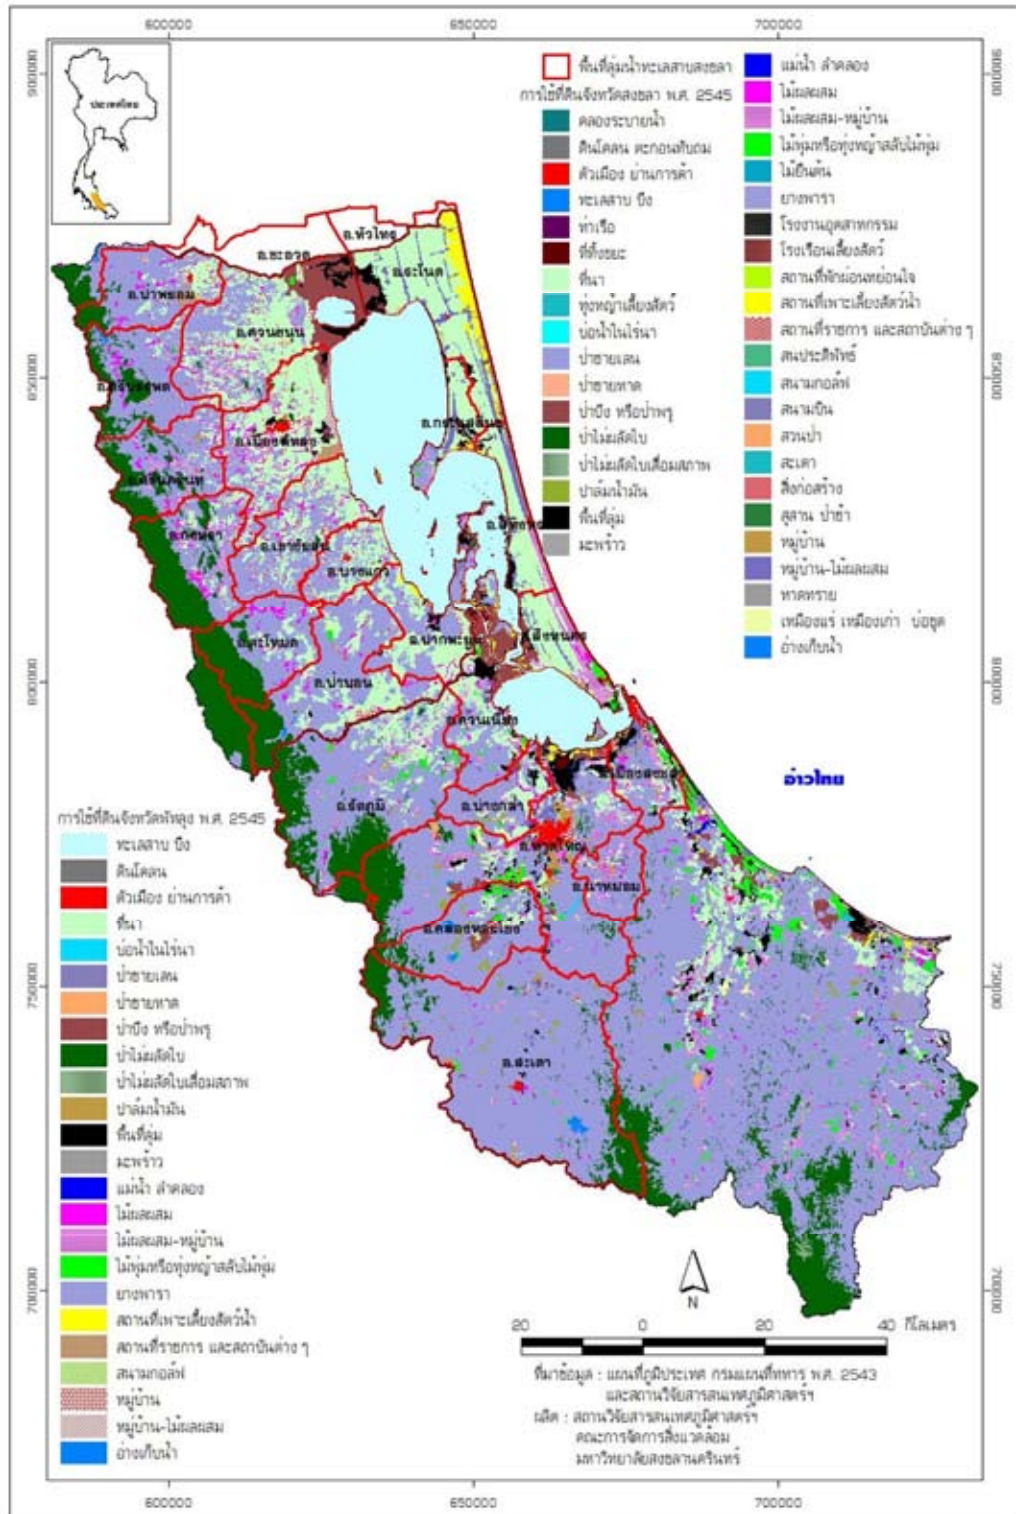 600000
650000
700000
900000
900000
ประเทศไทย
พื้นที่ลุ่มน้ำทะเลสาบสงขลา
การใช้ที่ดินจังหวัดสงขลา พ.ศ. 2545
คลองระบายน้ำ
ดินโคลน ตะกอนทับถม
ตัวเมือง ย่านการค้า
ทะเลสาบ บึง
ท่าเรือ
ที่ทิ้งขยะ
ที่นา
ทุ่งหญ้าเลี้ยงสัตว์
บ่อน้ำในไร่นา
ป่าชายเลน
ป่าชายหาด
ป่าบึง หรือป่าพรุ
ป่าไม่ผลัดใบ
ป่าไม่ผลัดใบเสื่อมสภาพ
ปาล์มน้ำมัน
พื้นที่ลุ่ม
มะพร้าว
แม่น้ำ ลำคลอง
ไม้ผลผสม
ไม้ผลผสม-หมู่บ้าน
ไม้พุ่มหรือทุ่งหญ้าสลับไม้พุ่ม
ไม้ยืนต้น
ยางพารา
โรงงานอุตสาหกรรม
โรงเรือนเลี้ยงสัตว์
สถานที่พักผ่อนหย่อนใจ
สถานที่เพาะเลี้ยงสัตว์น้ำ
สถานที่ราชการ และสถาบันต่าง ๆ
สนประดิพัทธ์
สนามกอล์ฟ
สนามบิน
สวนป่า
สะเดา
สิ่งก่อสร้าง
สุสาน ป่าช้า
หมู่บ้าน
หมู่บ้าน-ไม้ผลผสม
หาดทราย
เหมืองแร่ เหมืองเก่า บ่อขุด
อ่างเก็บน้ำ
อ.หัวไทร
อ.ชะอวด
อ.ระโนด
อ.ป่าพยอม
อ.ควนขนุน
850000
850000
อ.ศรีบรรพต
อ.กระแสสินธุ์
อ.เมืองพัทลุง
อ.ศรีนครินทร์
อ.สทิงพระ
อ.กงหรา
อ.เขาชัยสน
อ.บางแก้ว
อ.ปากพะยูน
อ.สิงหนคร
อ.ตะโหมด
อ.ป่าบอน
800000
800000
อ.ควนเนียง
อ.เมืองสงขลา
อ่าวไทย
อ.รัตภูมิ
อ.บางกล่ำ
อ.หาดใหญ่
อ.นาหม่อม
อ.คลองหอยโข่ง
750000
750000
อ.สะเดา
การใช้ที่ดินจังหวัดพัทลุง พ.ศ. 2545
ทะเลสาบ บึง
ดินโคลน
ตัวเมือง ย่านการค้า
ที่นา
บ่อน้ำในไร่นา
ป่าชายเลน
ป่าชายหาด
ป่าบึง หรือป่าพรุ
ป่าไม่ผลัดใบ
ป่าไม่ผลัดใบเสื่อมสภาพ
ปาล์มน้ำมัน
พื้นที่ลุ่ม
มะพร้าว
แม่น้ำ ลำคลอง
ไม้ผลผสม
ไม้ผลผสม-หมู่บ้าน
ไม้พุ่มหรือทุ่งหญ้าสลับไม้พุ่ม
ยางพารา
สถานที่เพาะเลี้ยงสัตว์น้ำ
สถานที่ราชการ และสถาบันต่าง ๆ
สนามกอล์ฟ
หมู่บ้าน
หมู่บ้าน-ไม้ผลผสม
อ่างเก็บน้ำ
700000
700000
N
20 0 20 40 กิโลเมตร
ที่มาข้อมูล : แผนที่ภูมิประเทศ กรมแผนที่ทหาร พ.ศ. 2543
และสถานวิจัยสารสนเทศภูมิศาสตร์ฯ
ผลิต : สถานวิจัยสารสนเทศภูมิศาสตร์ฯ
คณะการจัดการสิ่งแวดล้อม
มหาวิทยาลัยสงขลานครินทร์
600000
650000
700000